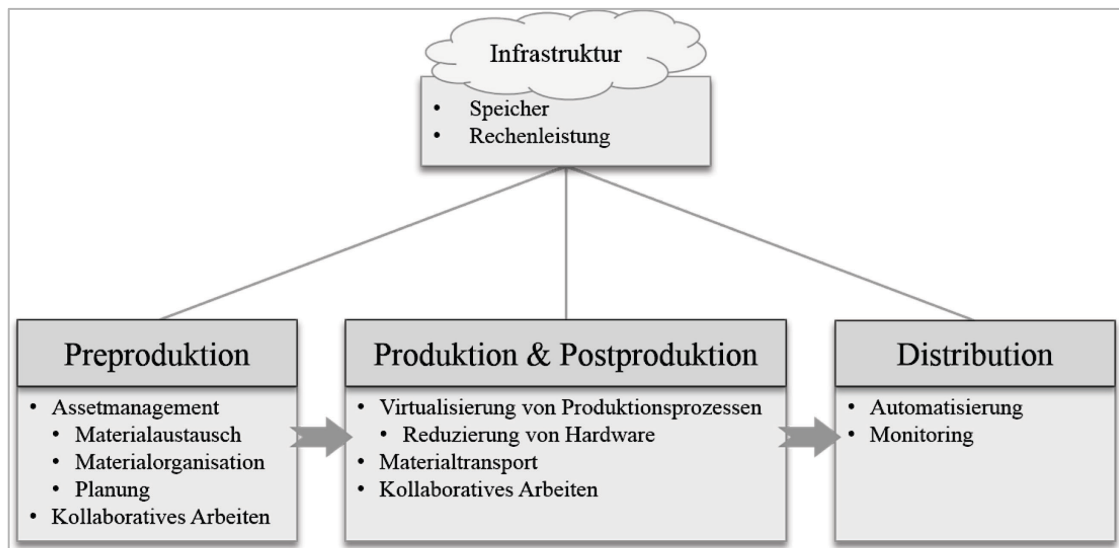 Infrastruktur
• Speicher
• Rechenleistung
Preproduktion
• Assetmanagement
• Materialaustausch
• Materialorganisation
• Planung
• Kollaboratives Arbeiten
Produktion & Postproduktion
• Virtualisierung von Produktionsprozessen
• Reduzierung von Hardware
• Materialtransport
• Kollaboratives Arbeiten
Distribution
• Automatisierung
• Monitoring